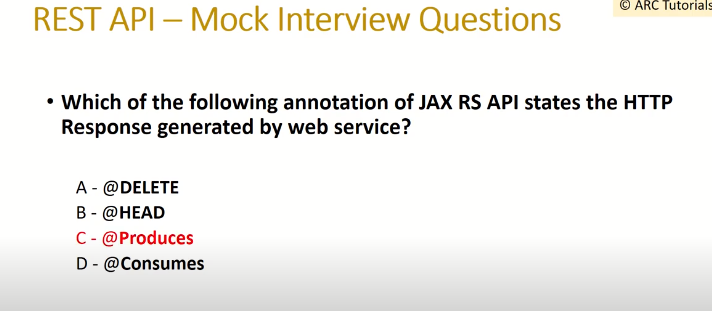 REST API – Mock Interview Questions
© ARC Tutorials
• Which of the following annotation of JAX RS API states the HTTP
Response generated by web service?
A - @DELETE
B - @HEAD
C - @Produces
D - @Consumes